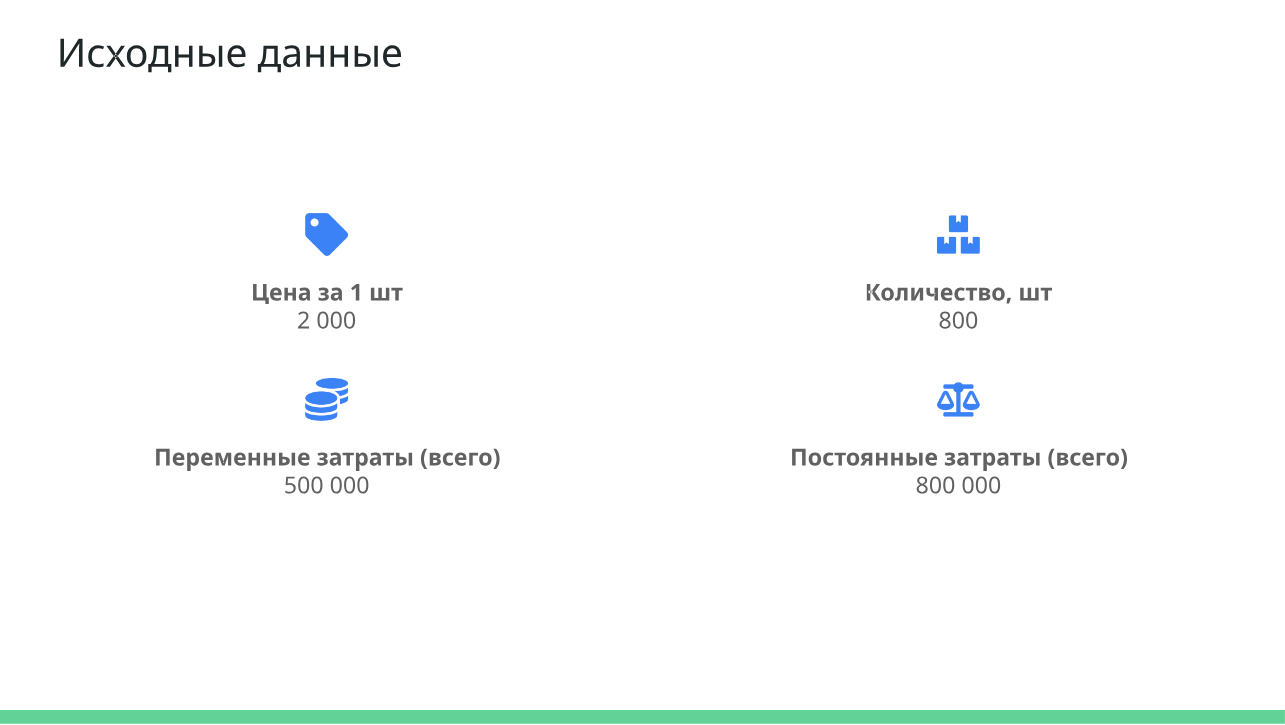 Исходные данные
Цена за 1 шт
2 000
Количество, шт
800
Переменные затраты (всего)
500 000
Постоянные затраты (всего)
800 000